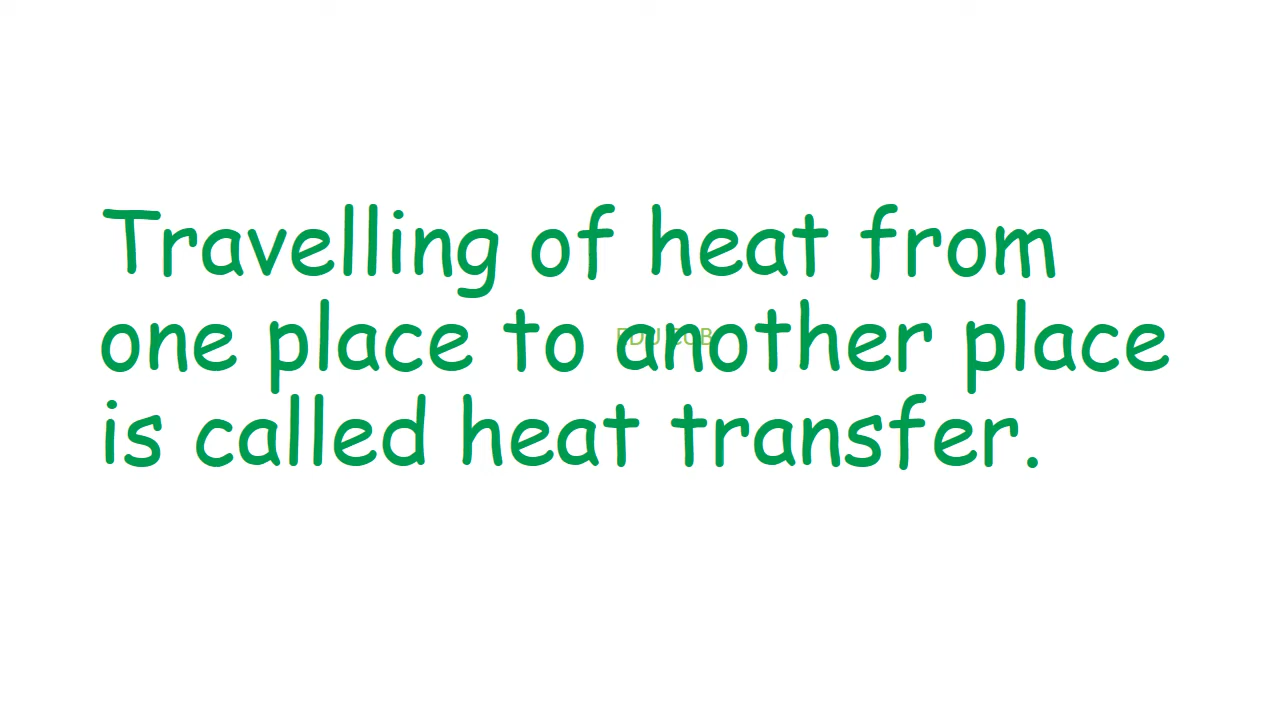 Travelling of heat from
one place to another place
is called heat transfer.